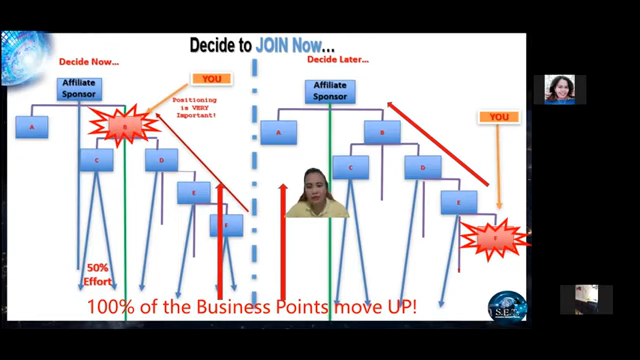 Decide to JOIN Now...
Decide Now...
Affiliate
Sponsor
YOU
Positioning
is VERY
Important!
A
B
C
D
E
F
50%
Effort
Decide Later...
Affiliate
Sponsor
YOU
A
B
C
D
E
F
100% of the Business Points move UP!